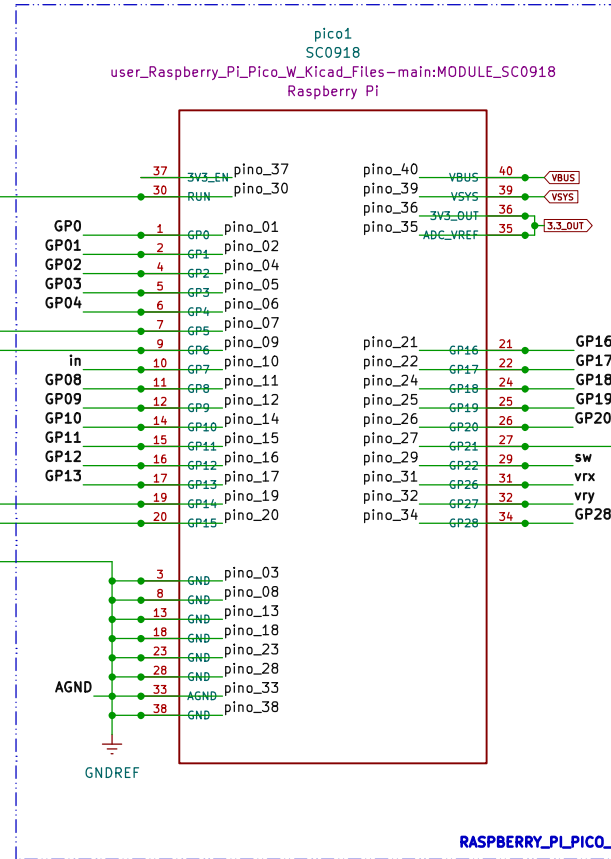 pico1
SC0918
user_Raspberry_Pi_Pico_W_Kicad_Files-main:MODULE_SC0918
Raspberry Pi
37 3V3_EN pino_37
30 RUN pino_30
GP0 1 GP0 pino_01
GP01 2 GP1 pino_02
GP02 4 GP2 pino_04
GP03 5 GP3 pino_05
GP04 6 GP4 pino_06
7 GP5 pino_07
9 GP6 pino_09
in 10 GP7 pino_10
GP08 11 GP8 pino_11
GP09 12 GP9 pino_12
GP10 14 GP10 pino_14
GP11 15 GP11 pino_15
GP12 16 GP12 pino_16
GP13 17 GP13 pino_17
19 GP14 pino_19
20 GP15 pino_20
3 GND pino_03
8 GND pino_08
13 GND pino_13
18 GND pino_18
23 GND pino_23
28 GND pino_28
AGND 33 AGND pino_33
38 GND pino_38
GNDREF
pino_40 VBUS 40 VBUS
pino_39 VSYS 39 VSYS
pino_36 3V3_OUT 36
pino_35 ADC_VREF 35 3.3_OUT
pino_21 GP16 21 GP16
pino_22 GP17 22 GP17
pino_24 GP18 24 GP18
pino_25 GP19 25 GP19
pino_26 GP20 26 GP20
pino_27 GP21 27
pino_29 GP22 29 sw
pino_31 GP26 31 vrx
pino_32 GP27 32 vry
pino_34 GP28 34 GP28
RASPBERRY_PI_PICO_